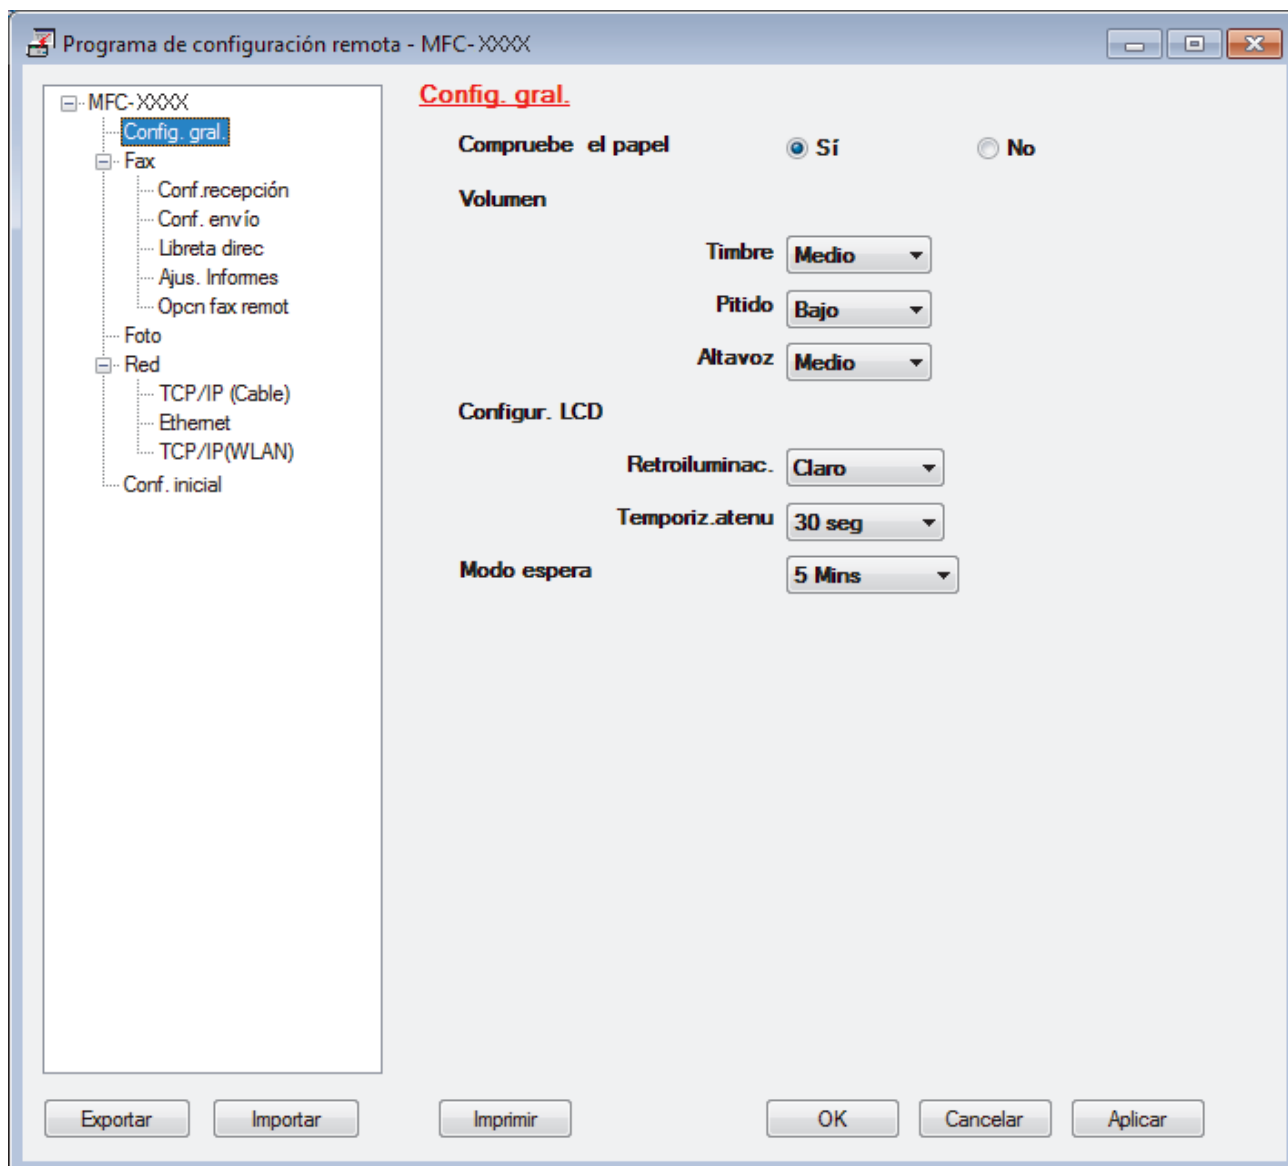 Programa de configuración remota - MFC-XXXX
MFC-XXXX
Config. gral.
Fax
Conf.recepción
Conf. envío
Libreta direc
Ajus. Informes
Opcn fax remot
Foto
Red
TCP/IP (Cable)
Ethernet
TCP/IP(WLAN)
Conf. inicial
Config. gral.
Compruebe el papel Sí No
Volumen
Timbre Medio
Pitido Bajo
Altavoz Medio
Configur. LCD
Retroiluminac. Claro
Temporiz.atenu 30 seg
Modo espera 5 Mins
Exportar Importar Imprimir OK Cancelar Aplicar